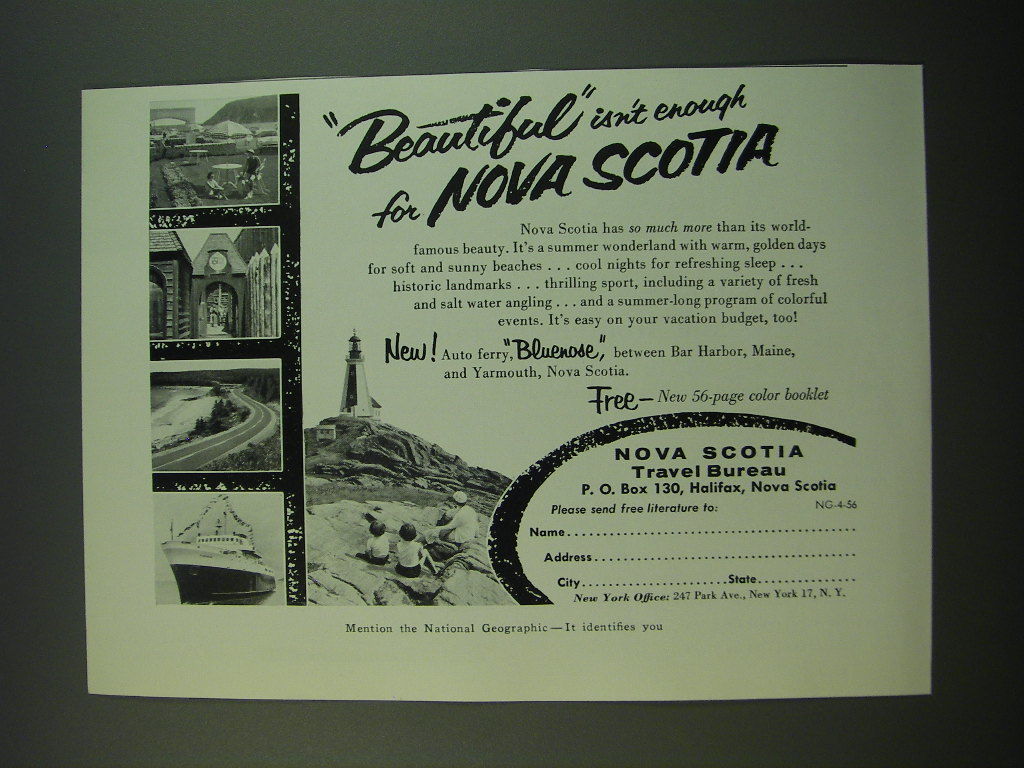 "Beautiful" isn't enough
for NOVA SCOTIA
Nova Scotia has so much more than its world-
famous beauty. It's a summer wonderland with warm, golden days
for soft and sunny beaches . . . cool nights for refreshing sleep . . .
historic landmarks . . . thrilling sport, including a variety of fresh
and salt water angling . . . and a summer-long program of colorful
events. It's easy on your vacation budget, too!
New! Auto ferry, "Bluenose," between Bar Harbor, Maine,
and Yarmouth, Nova Scotia.
Free— New 56-page color booklet
NOVA SCOTIA
Travel Bureau
P. O. Box 130, Halifax, Nova Scotia
Please send free literature to: NG-4-56
Name
Address
City State
New York Office: 247 Park Ave., New York 17, N. Y.
Mention the National Geographic—It identifies you